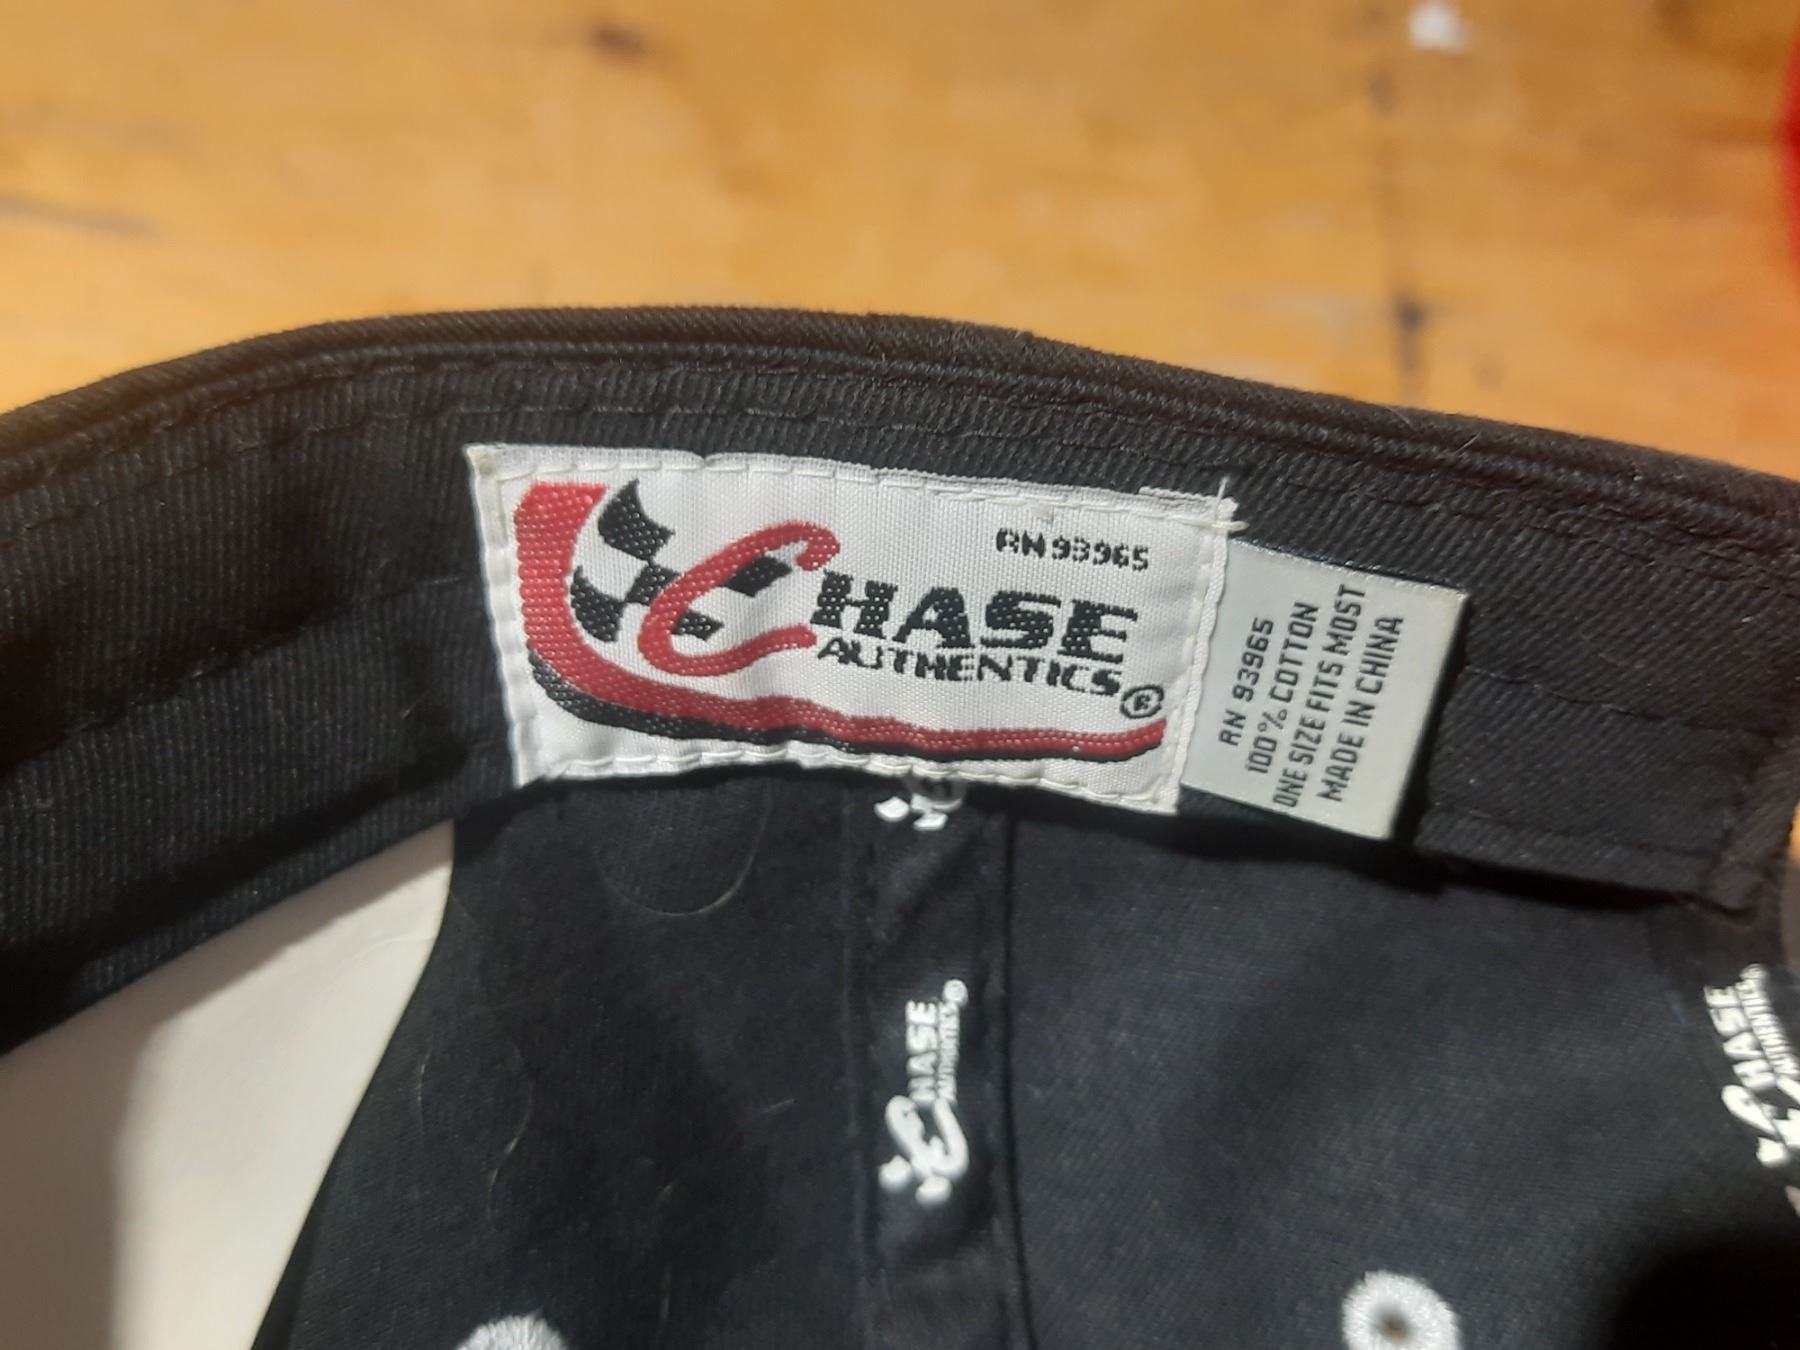 RN 93965
CHASE
AUTHENTICS®
RN 93965
100% COTTON
ONE SIZE FITS MOST
MADE IN CHINA
CHASE
AUTHENTICS®
CHASE
AUTHENTICS